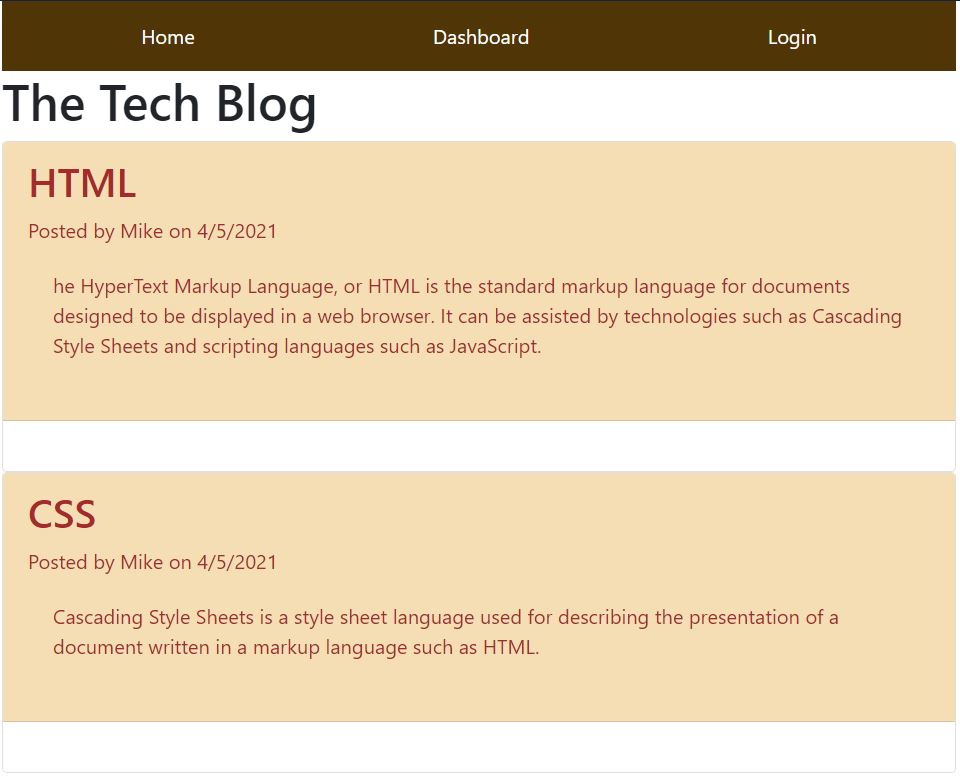 Home Dashboard Login
The Tech Blog
HTML
Posted by Mike on 4/5/2021
he HyperText Markup Language, or HTML is the standard markup language for documents
designed to be displayed in a web browser. It can be assisted by technologies such as Cascading
Style Sheets and scripting languages such as JavaScript.
CSS
Posted by Mike on 4/5/2021
Cascading Style Sheets is a style sheet language used for describing the presentation of a
document written in a markup language such as HTML.